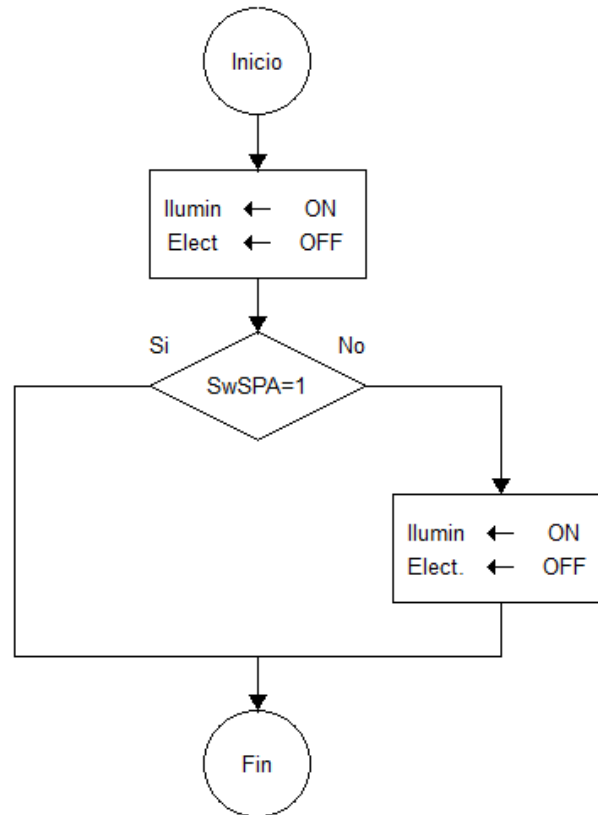 Inicio
Ilumin ← ON
Elect ← OFF
Si
No
SwSPA=1
Ilumin ← ON
Elect. ← OFF
Fin